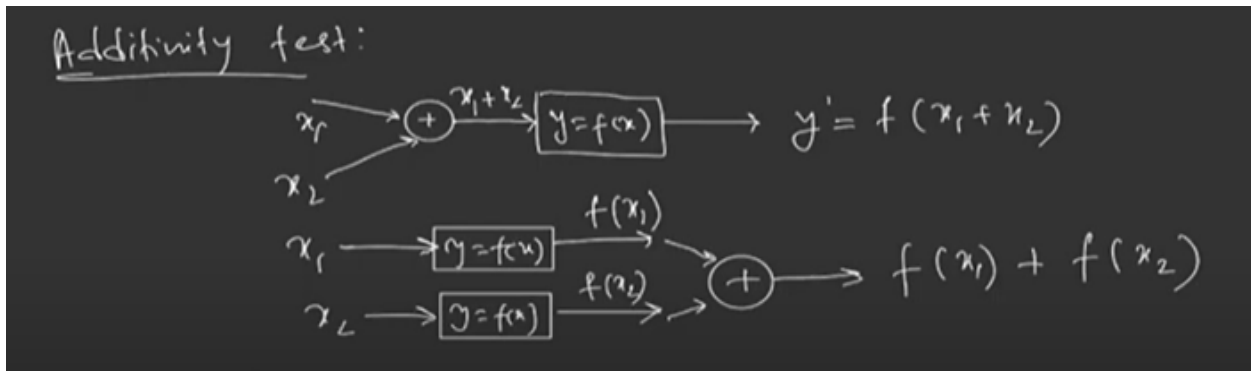 Additivity test:
x₁ + x₁+x₂ y=f(x) y'= f(x₁+x₂)
x₂
f(x₁)
x₁ y=f(x)
+ f(x₁) + f(x₂)
f(x₂)
x₂ y=f(x)